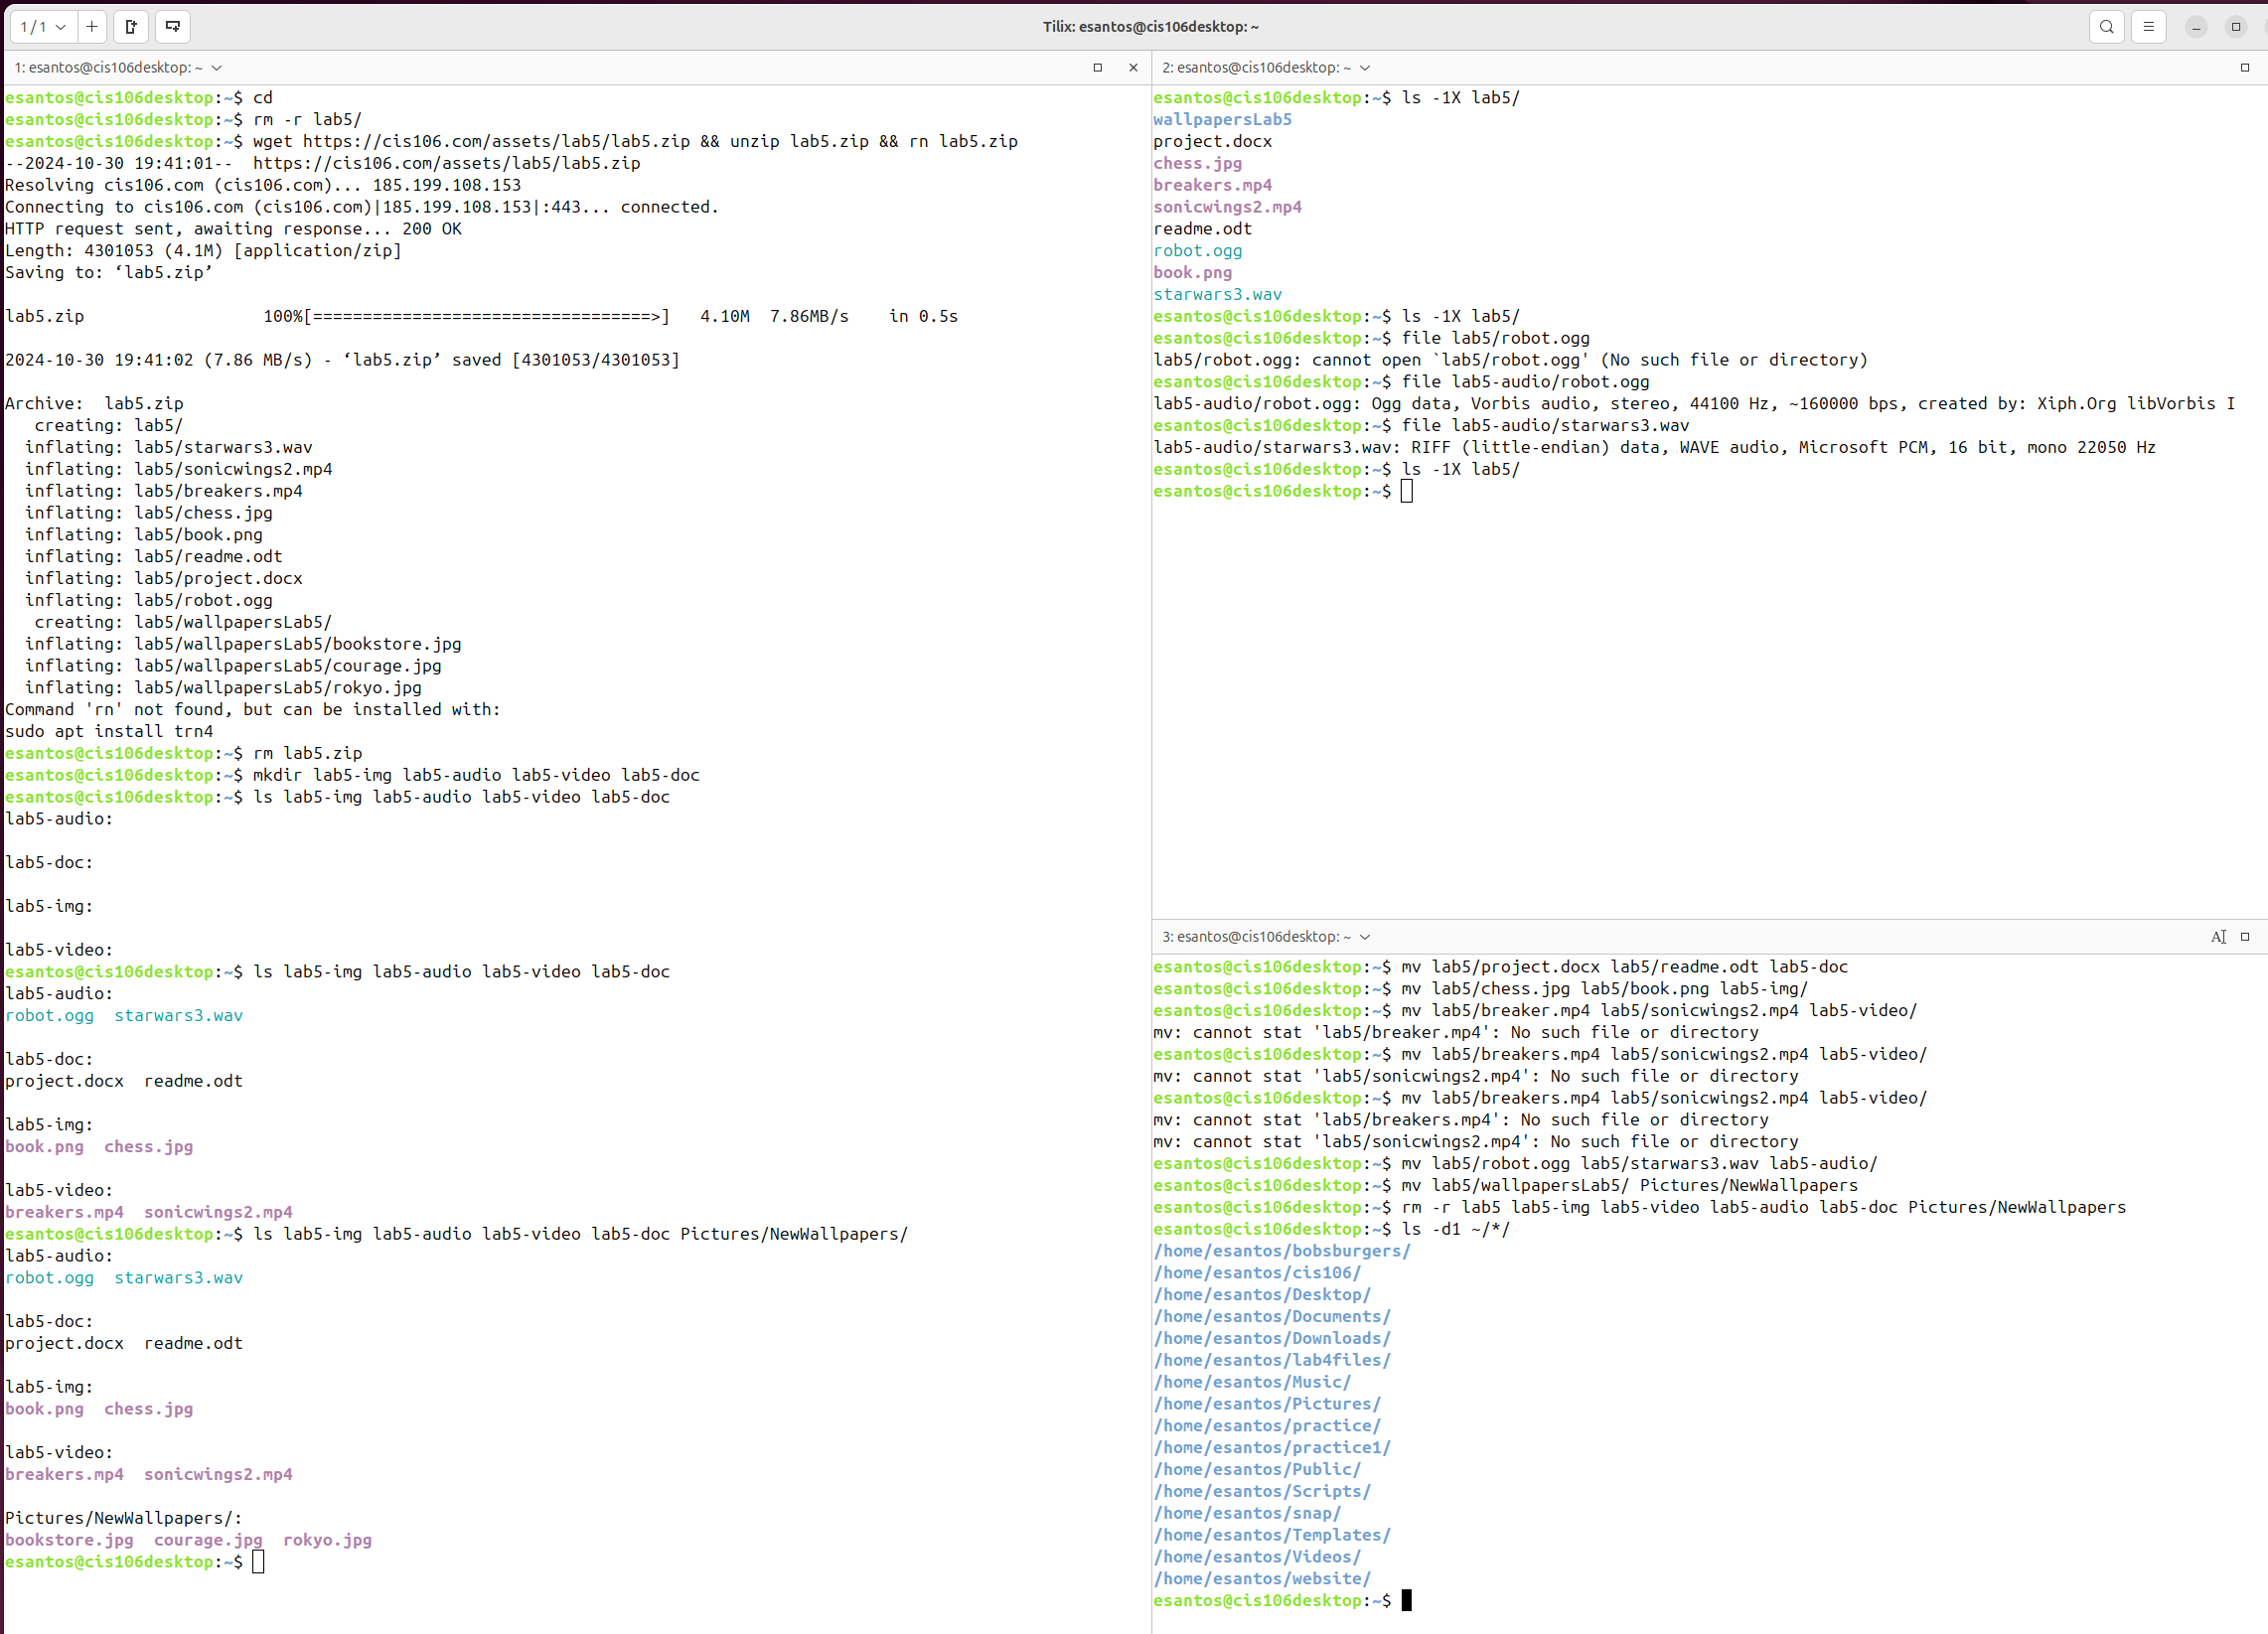 1 / 1
Tilix: esantos@cis106desktop: ~
1: esantos@cis106desktop: ~
esantos@cis106desktop:~$ cd
esantos@cis106desktop:~$ rm -r lab5/
esantos@cis106desktop:~$ wget https://cis106.com/assets/lab5/lab5.zip && unzip lab5.zip && rn lab5.zip
--2024-10-30 19:41:01--  https://cis106.com/assets/lab5/lab5.zip
Resolving cis106.com (cis106.com)... 185.199.108.153
Connecting to cis106.com (cis106.com)|185.199.108.153|:443... connected.
HTTP request sent, awaiting response... 200 OK
Length: 4301053 (4.1M) [application/zip]
Saving to: ‘lab5.zip’
lab5.zip                  100%[==================================>]   4.10M  7.86MB/s    in 0.5s
2024-10-30 19:41:02 (7.86 MB/s) - ‘lab5.zip’ saved [4301053/4301053]
Archive:  lab5.zip
   creating: lab5/
  inflating: lab5/starwars3.wav
  inflating: lab5/sonicwings2.mp4
  inflating: lab5/breakers.mp4
  inflating: lab5/chess.jpg
  inflating: lab5/book.png
  inflating: lab5/readme.odt
  inflating: lab5/project.docx
  inflating: lab5/robot.ogg
   creating: lab5/wallpapersLab5/
  inflating: lab5/wallpapersLab5/bookstore.jpg
  inflating: lab5/wallpapersLab5/courage.jpg
  inflating: lab5/wallpapersLab5/rokyo.jpg
Command 'rn' not found, but can be installed with:
sudo apt install trn4
esantos@cis106desktop:~$ rm lab5.zip
esantos@cis106desktop:~$ mkdir lab5-img lab5-audio lab5-video lab5-doc
esantos@cis106desktop:~$ ls lab5-img lab5-audio lab5-video lab5-doc
lab5-audio:
lab5-doc:
lab5-img:
lab5-video:
esantos@cis106desktop:~$ ls lab5-img lab5-audio lab5-video lab5-doc
lab5-audio:
robot.ogg  starwars3.wav
lab5-doc:
project.docx  readme.odt
lab5-img:
book.png  chess.jpg
lab5-video:
breakers.mp4  sonicwings2.mp4
esantos@cis106desktop:~$ ls lab5-img lab5-audio lab5-video lab5-doc Pictures/NewWallpapers/
lab5-audio:
robot.ogg  starwars3.wav
lab5-doc:
project.docx  readme.odt
lab5-img:
book.png  chess.jpg
lab5-video:
breakers.mp4  sonicwings2.mp4
Pictures/NewWallpapers/:
bookstore.jpg  courage.jpg  rokyo.jpg
esantos@cis106desktop:~$
2: esantos@cis106desktop: ~
esantos@cis106desktop:~$ ls -1X lab5/
wallpapersLab5
project.docx
chess.jpg
breakers.mp4
sonicwings2.mp4
readme.odt
robot.ogg
book.png
starwars3.wav
esantos@cis106desktop:~$ ls -1X lab5/
esantos@cis106desktop:~$ file lab5/robot.ogg
lab5/robot.ogg: cannot open `lab5/robot.ogg' (No such file or directory)
esantos@cis106desktop:~$ file lab5-audio/robot.ogg
lab5-audio/robot.ogg: Ogg data, Vorbis audio, stereo, 44100 Hz, ~160000 bps, created by: Xiph.Org libVorbis I
esantos@cis106desktop:~$ file lab5-audio/starwars3.wav
lab5-audio/starwars3.wav: RIFF (little-endian) data, WAVE audio, Microsoft PCM, 16 bit, mono 22050 Hz
esantos@cis106desktop:~$ ls -1X lab5/
esantos@cis106desktop:~$
3: esantos@cis106desktop: ~
esantos@cis106desktop:~$ mv lab5/project.docx lab5/readme.odt lab5-doc
esantos@cis106desktop:~$ mv lab5/chess.jpg lab5/book.png lab5-img/
esantos@cis106desktop:~$ mv lab5/breaker.mp4 lab5/sonicwings2.mp4 lab5-video/
mv: cannot stat 'lab5/breaker.mp4': No such file or directory
esantos@cis106desktop:~$ mv lab5/breakers.mp4 lab5/sonicwings2.mp4 lab5-video/
mv: cannot stat 'lab5/sonicwings2.mp4': No such file or directory
esantos@cis106desktop:~$ mv lab5/breakers.mp4 lab5/sonicwings2.mp4 lab5-video/
mv: cannot stat 'lab5/breakers.mp4': No such file or directory
mv: cannot stat 'lab5/sonicwings2.mp4': No such file or directory
esantos@cis106desktop:~$ mv lab5/robot.ogg lab5/starwars3.wav lab5-audio/
esantos@cis106desktop:~$ mv lab5/wallpapersLab5/ Pictures/NewWallpapers
esantos@cis106desktop:~$ rm -r lab5 lab5-img lab5-video lab5-audio lab5-doc Pictures/NewWallpapers
esantos@cis106desktop:~$ ls -d1 ~/*/
/home/esantos/bobsburgers/
/home/esantos/cis106/
/home/esantos/Desktop/
/home/esantos/Documents/
/home/esantos/Downloads/
/home/esantos/lab4files/
/home/esantos/Music/
/home/esantos/Pictures/
/home/esantos/practice/
/home/esantos/practice1/
/home/esantos/Public/
/home/esantos/Scripts/
/home/esantos/snap/
/home/esantos/Templates/
/home/esantos/Videos/
/home/esantos/website/
esantos@cis106desktop:~$